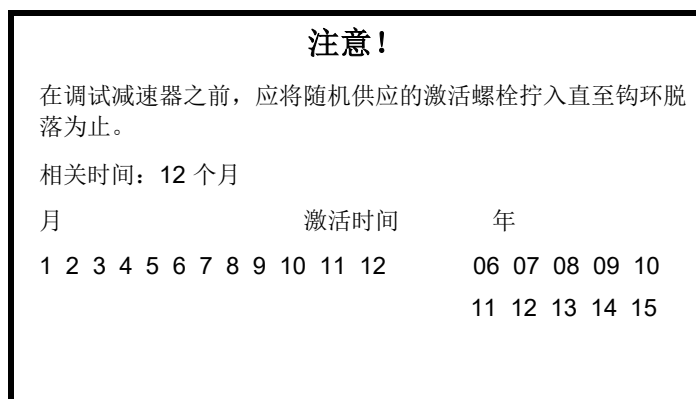 注意！
在调试减速器之前，应将随机供应的激活螺栓拧入直至钩环脱
落为止。
相关时间：12 个月
月 激活时间 年
1 2 3 4 5 6 7 8 9 10 11 12 06 07 08 09 10
11 12 13 14 15